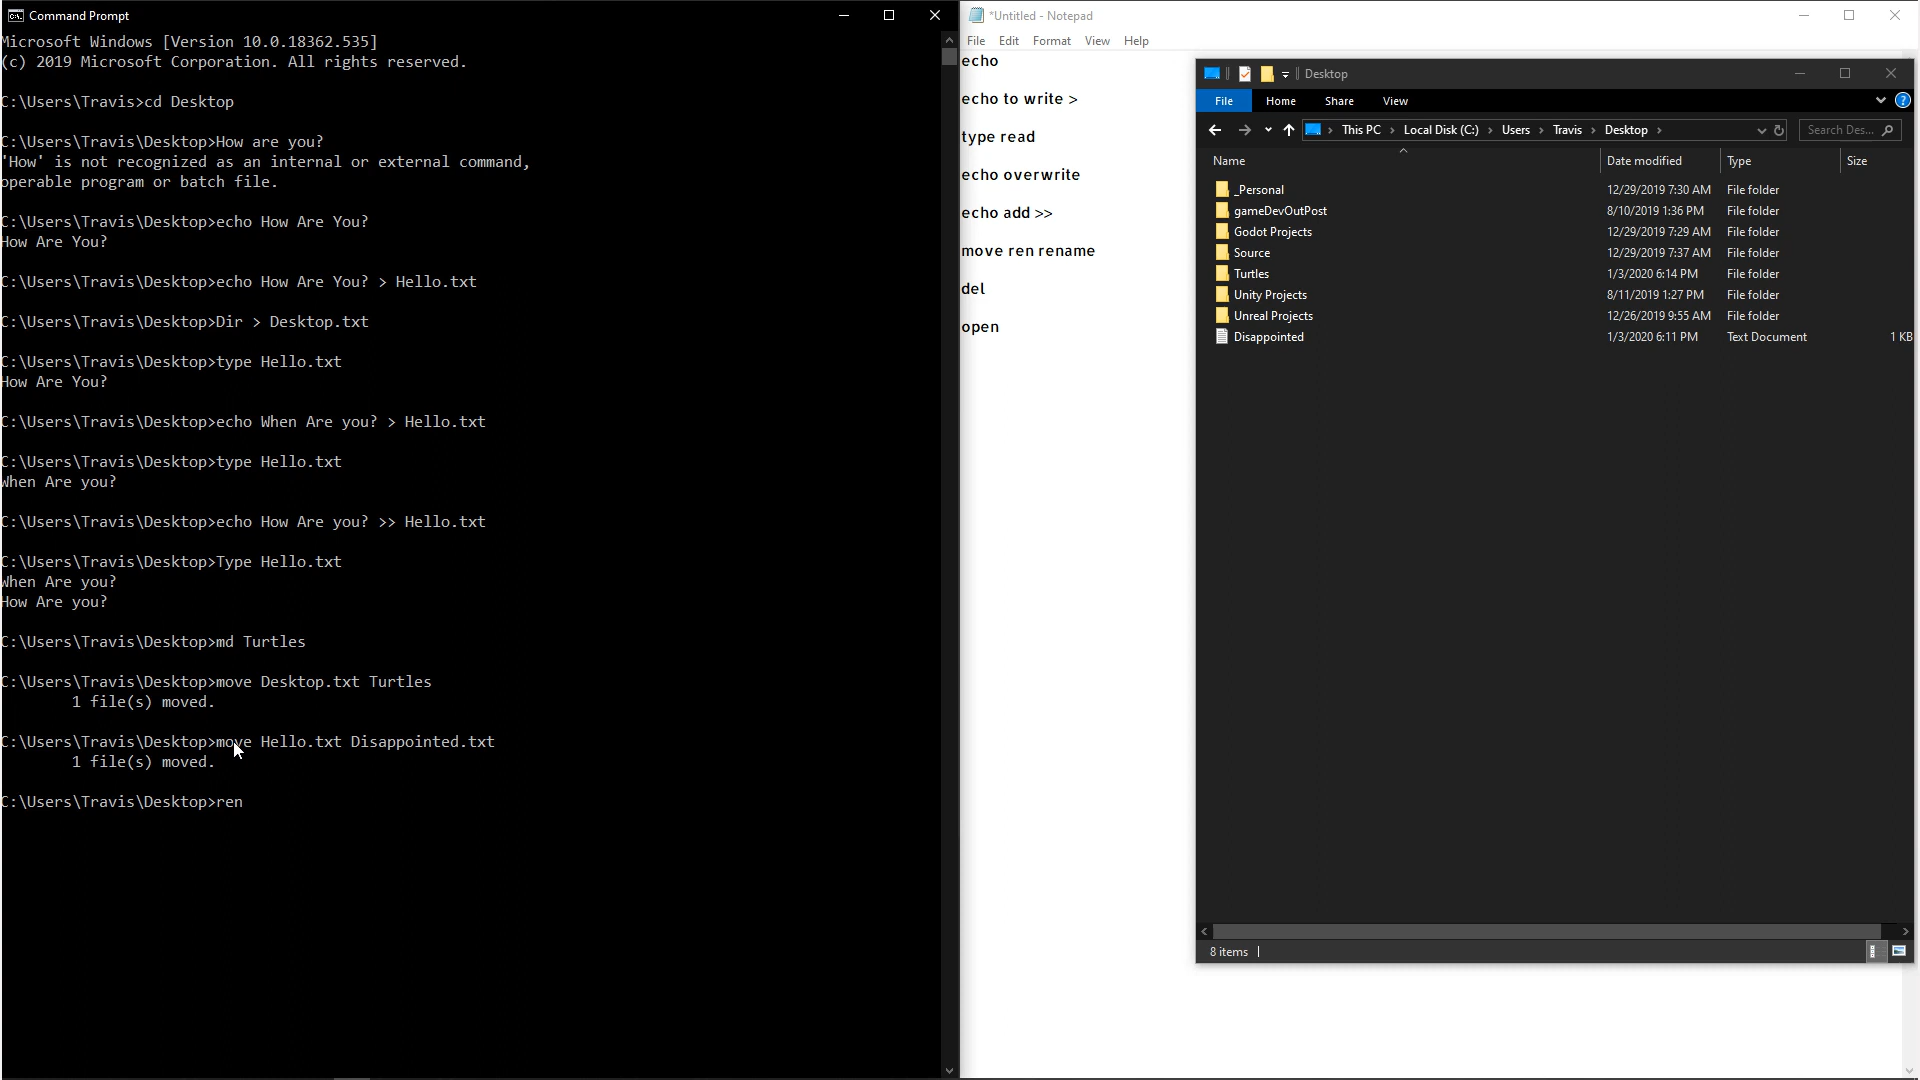 Command Prompt
Microsoft Windows [Version 10.0.18362.535]
(c) 2019 Microsoft Corporation. All rights reserved.
C:\Users\Travis>cd Desktop
C:\Users\Travis\Desktop>How are you?
'How' is not recognized as an internal or external command,
operable program or batch file.
C:\Users\Travis\Desktop>echo How Are You?
How Are You?
C:\Users\Travis\Desktop>echo How Are You? > Hello.txt
C:\Users\Travis\Desktop>Dir > Desktop.txt
C:\Users\Travis\Desktop>type Hello.txt
How Are You?
C:\Users\Travis\Desktop>echo When Are you? > Hello.txt
C:\Users\Travis\Desktop>type Hello.txt
When Are you?
C:\Users\Travis\Desktop>echo How Are you? >> Hello.txt
C:\Users\Travis\Desktop>Type Hello.txt
When Are you?
How Are you?
C:\Users\Travis\Desktop>md Turtles
C:\Users\Travis\Desktop>move Desktop.txt Turtles
1 file(s) moved.
C:\Users\Travis\Desktop>move Hello.txt Disappointed.txt
1 file(s) moved.
C:\Users\Travis\Desktop>ren
*Untitled - Notepad
File Edit Format View Help
echo
echo to write >
type read
echo overwrite
echo add >>
move ren rename
del
open
Desktop
File Home Share View
This PC > Local Disk (C:) > Users > Travis > Desktop >
Search Des...
Name Date modified Type Size
_Personal 12/29/2019 7:30 AM File folder
gameDevOutPost 8/10/2019 1:36 PM File folder
Godot Projects 12/29/2019 7:29 AM File folder
Source 12/29/2019 7:37 AM File folder
Turtles 1/3/2020 6:14 PM File folder
Unity Projects 8/11/2019 1:27 PM File folder
Unreal Projects 12/26/2019 9:55 AM File folder
Disappointed 1/3/2020 6:11 PM Text Document 1 KB
8 items